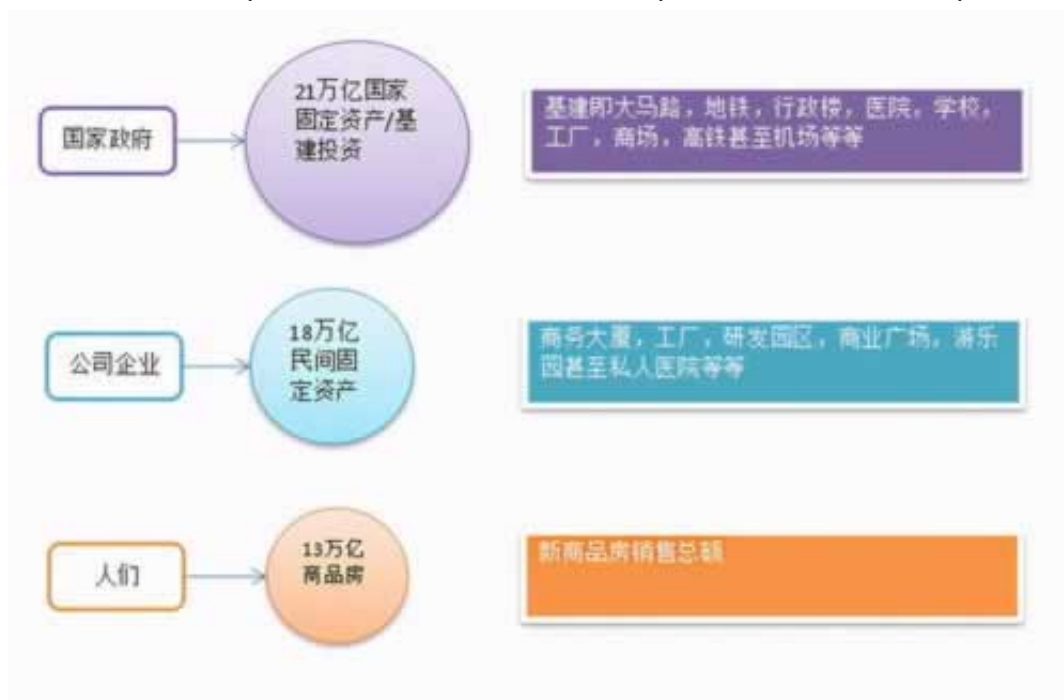 国家政府
21万亿国家
固定资产/基
建投资
基建即大马路，地铁，行政楼，医院，学校，
工厂，商场，高铁甚至机场等等
公司企业
18万亿
民间固
定资产
商务大厦，工厂，研发园区，商业广场，游乐
园甚至私人医院等等
人们
13万亿
商品房
新商品房销售总额